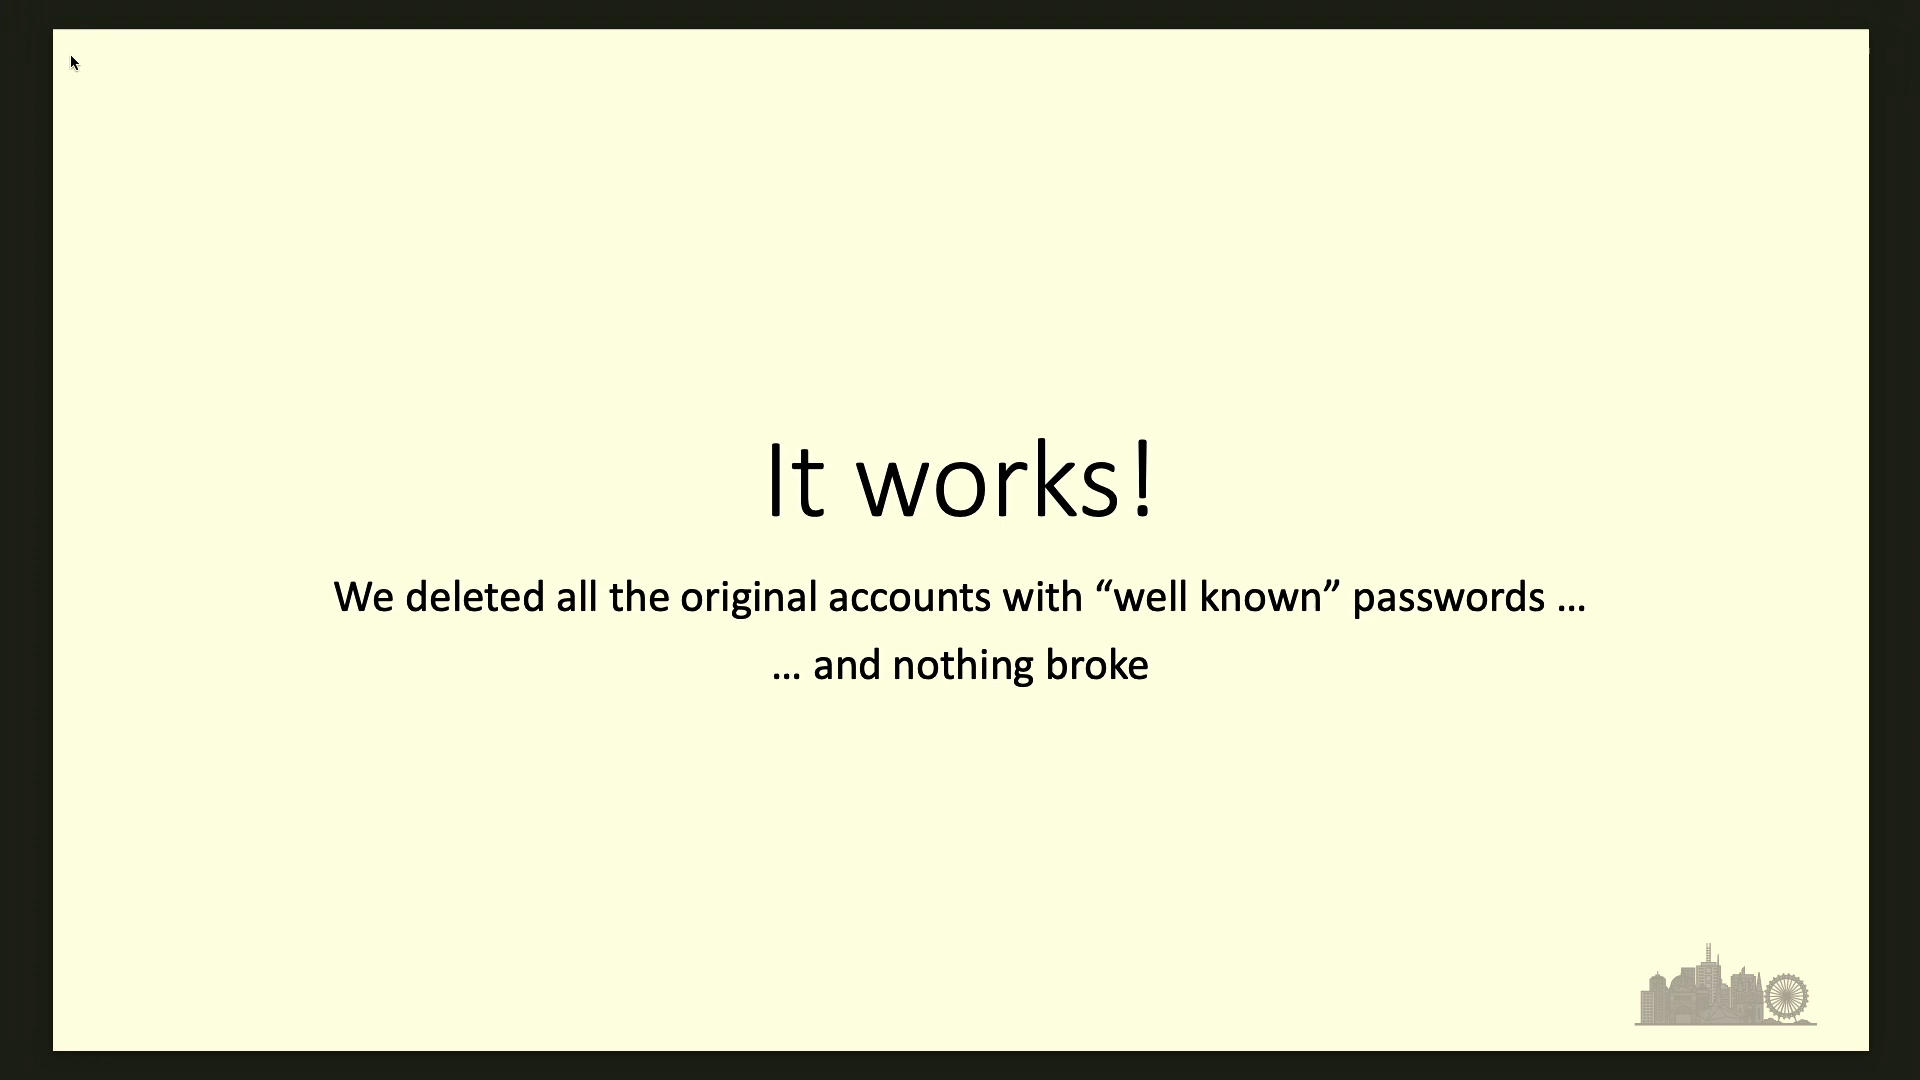 It works!
We deleted all the original accounts with “well known” passwords ...
... and nothing broke